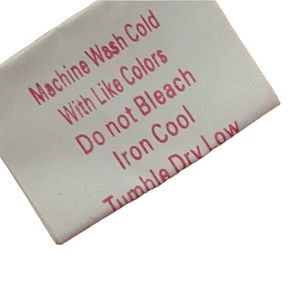 Machine Wash Cold
With Like Colors
Do not Bleach
Iron Cool
Tumble Dry Low